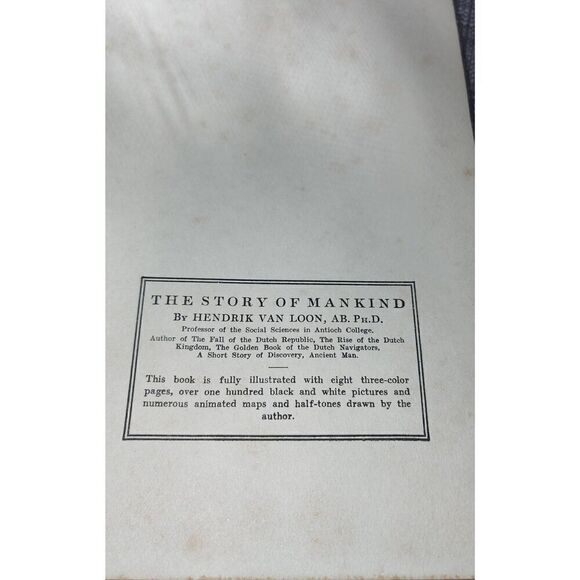 THE STORY OF MANKIND
By HENDRIK VAN LOON, AB. Ph.D.
Professor of the Social Sciences in Antioch College.
Author of The Fall of the Dutch Republic, The Rise of the Dutch
Kingdom, The Golden Book of the Dutch Navigators,
A Short Story of Discovery, Ancient Man.
This book is fully illustrated with eight three-color
pages, over one hundred black and white pictures and
numerous animated maps and half-tones drawn by the
author.